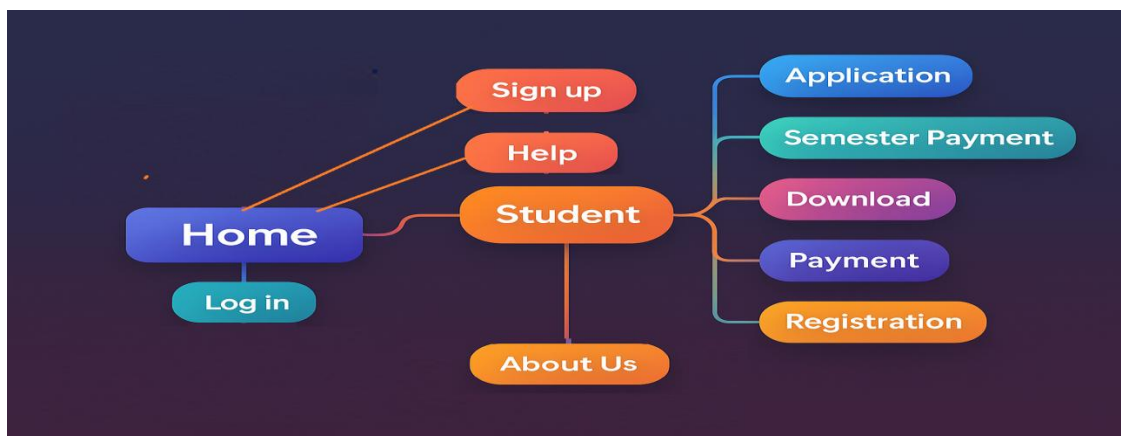 Sign up
Help
Home
Log in
Student
About Us
Application
Semester Payment
Download
Payment
Registration